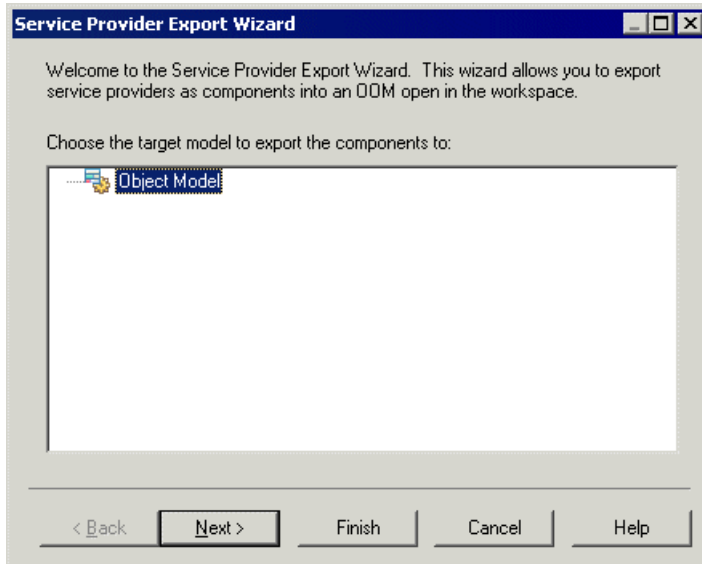 Service Provider Export Wizard
Welcome to the Service Provider Export Wizard. This wizard allows you to export
service providers as components into an OOM open in the workspace.
Choose the target model to export the components to:
Object Model
< Back Next > Finish Cancel Help